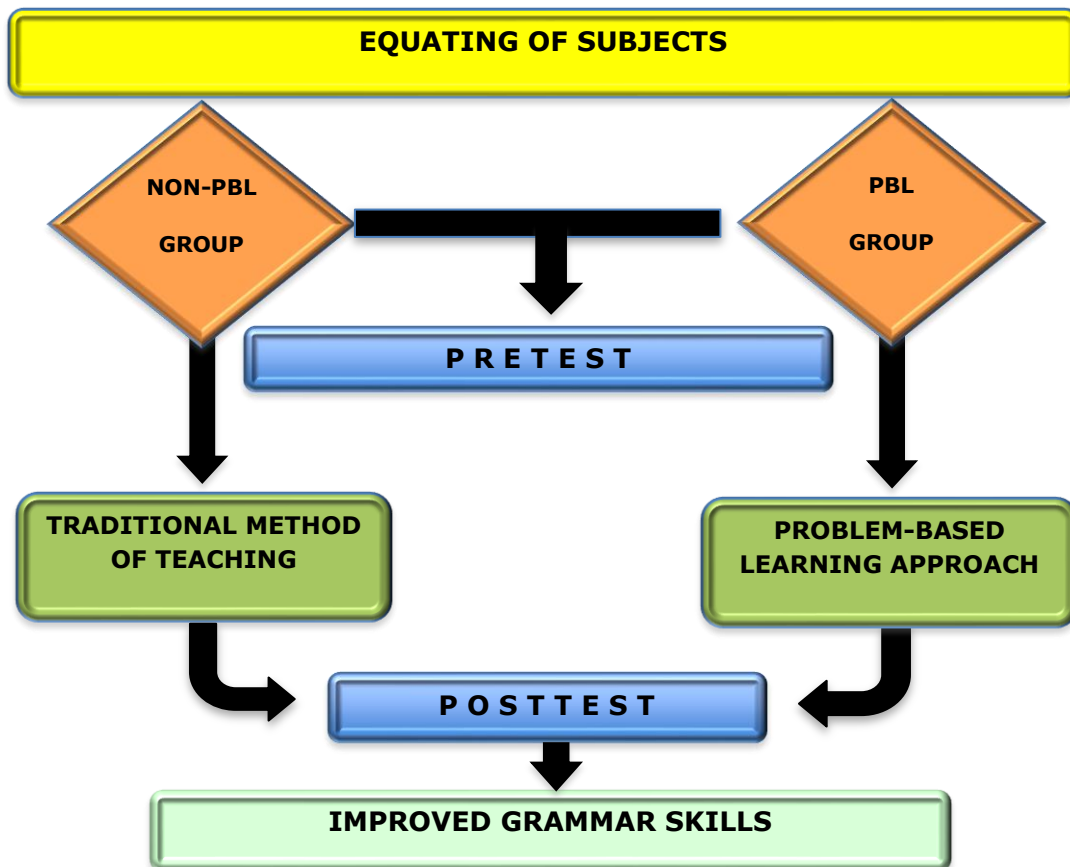 EQUATING OF SUBJECTS
NON-PBL
GROUP
PBL
GROUP
P R E T E S T
TRADITIONAL METHOD
OF TEACHING
PROBLEM-BASED
LEARNING APPROACH
P O S T T E S T
IMPROVED GRAMMAR SKILLS